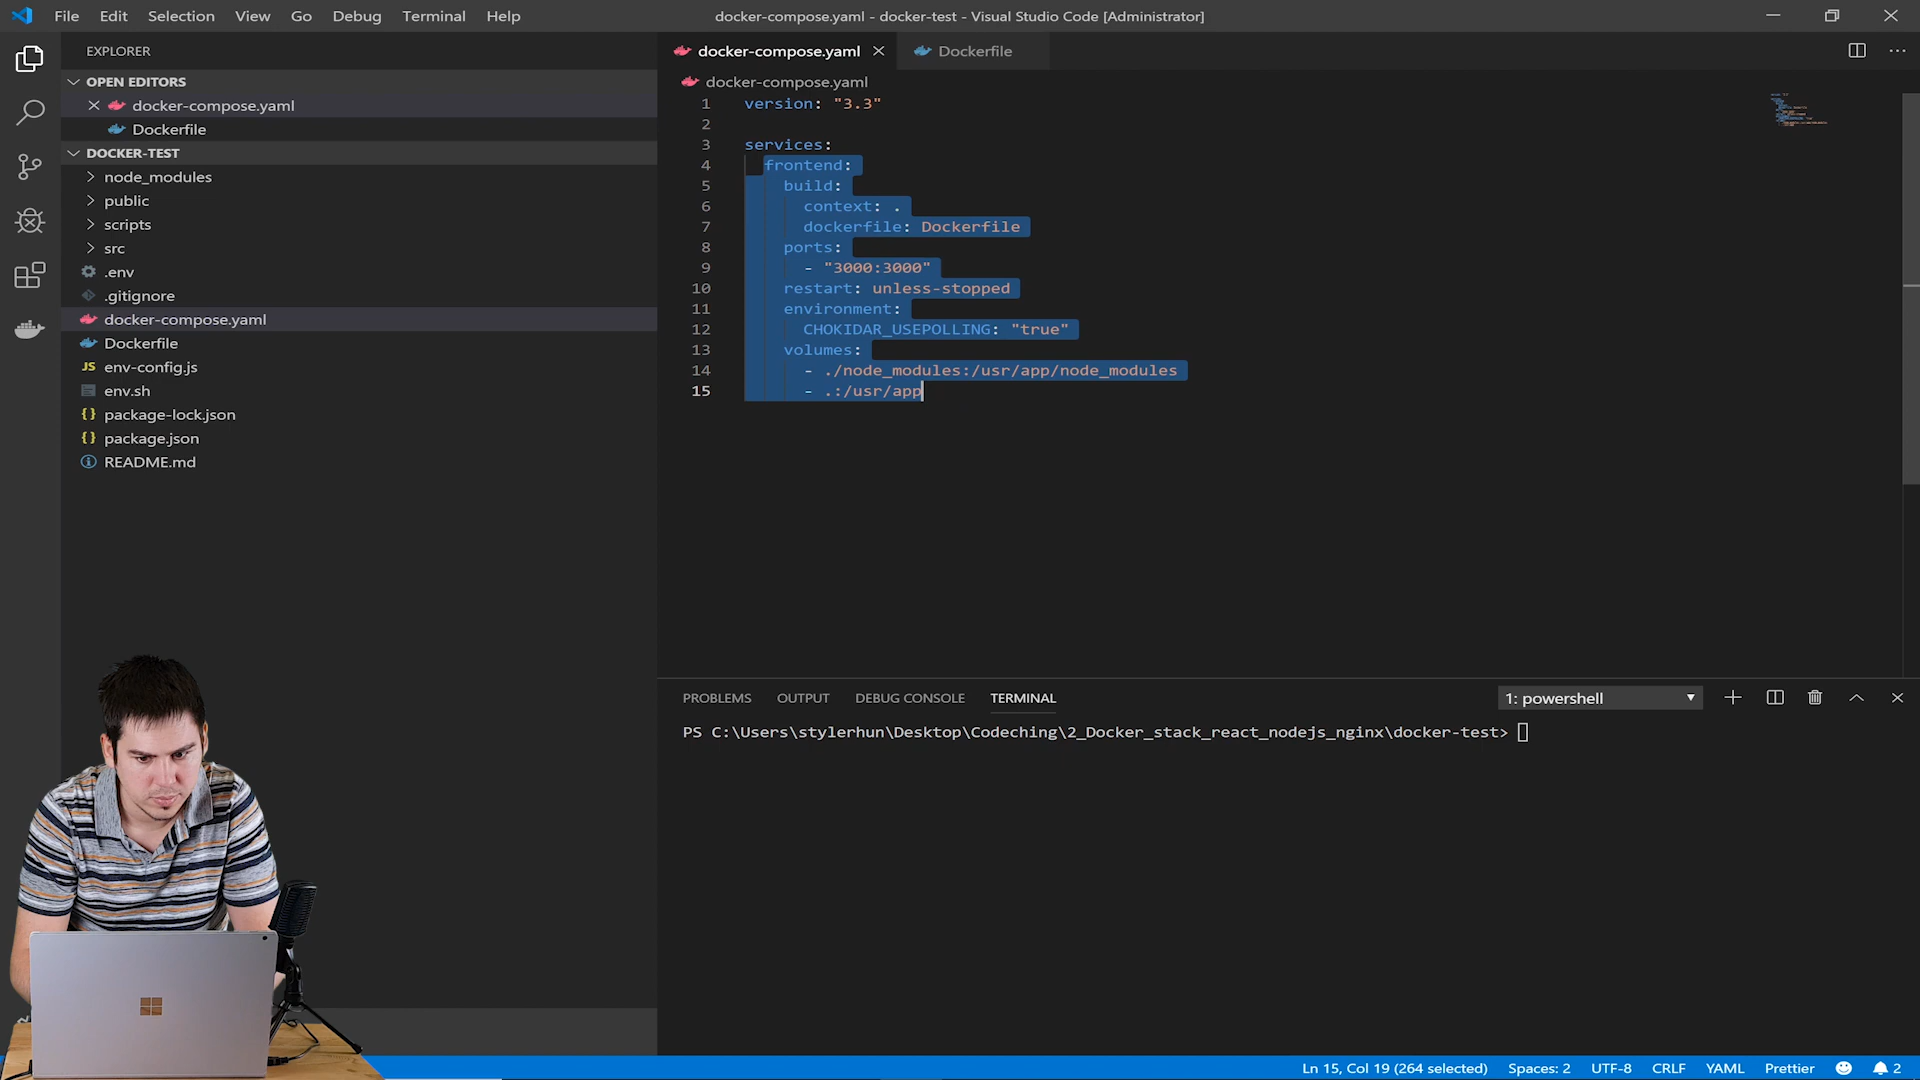 File Edit Selection View Go Debug Terminal Help
docker-compose.yaml - docker-test - Visual Studio Code [Administrator]
EXPLORER
OPEN EDITORS
docker-compose.yaml
Dockerfile
DOCKER-TEST
node_modules
public
scripts
src
.env
.gitignore
docker-compose.yaml
Dockerfile
JS env-config.js
env.sh
{} package-lock.json
{} package.json
README.md
docker-compose.yaml
Dockerfile
docker-compose.yaml
1 version: "3.3"
2
3 services:
4 frontend:
5 build:
6 context: .
7 dockerfile: Dockerfile
8 ports:
9 - "3000:3000"
10 restart: unless-stopped
11 environment:
12 CHOKIDAR_USEPOLLING: "true"
13 volumes:
14 - ./node_modules:/usr/app/node_modules
15 - .:/usr/app
PROBLEMS OUTPUT DEBUG CONSOLE TERMINAL
1: powershell
PS C:\Users\stylerhun\Desktop\Codeching\2_Docker_stack_react_nodejs_nginx\docker-test>
Ln 15, Col 19 (264 selected) Spaces: 2 UTF-8 CRLF YAML Prettier 2